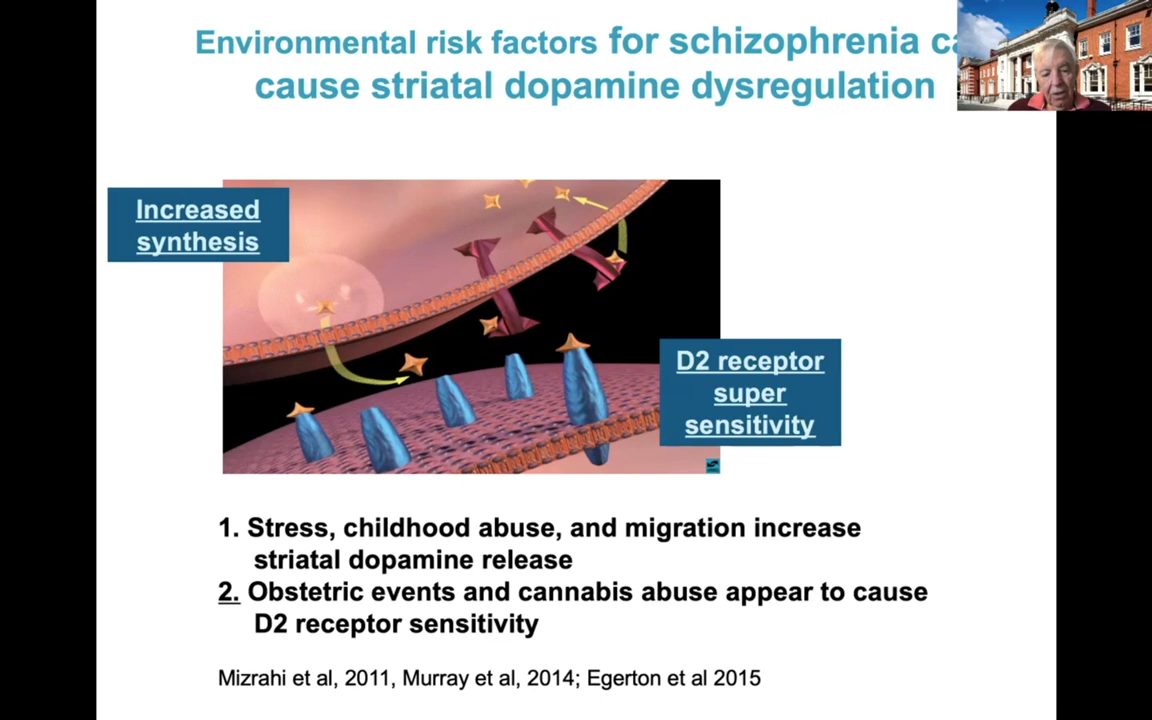 Environmental risk factors for schizophrenia
cause striatal dopamine dysregulation
Increased
synthesis
D2 receptor
super
sensitivity
1. Stress, childhood abuse, and migration increase
striatal dopamine release
2. Obstetric events and cannabis abuse appear to cause
D2 receptor sensitivity
Mizrahi et al, 2011, Murray et al, 2014; Egerton et al 2015